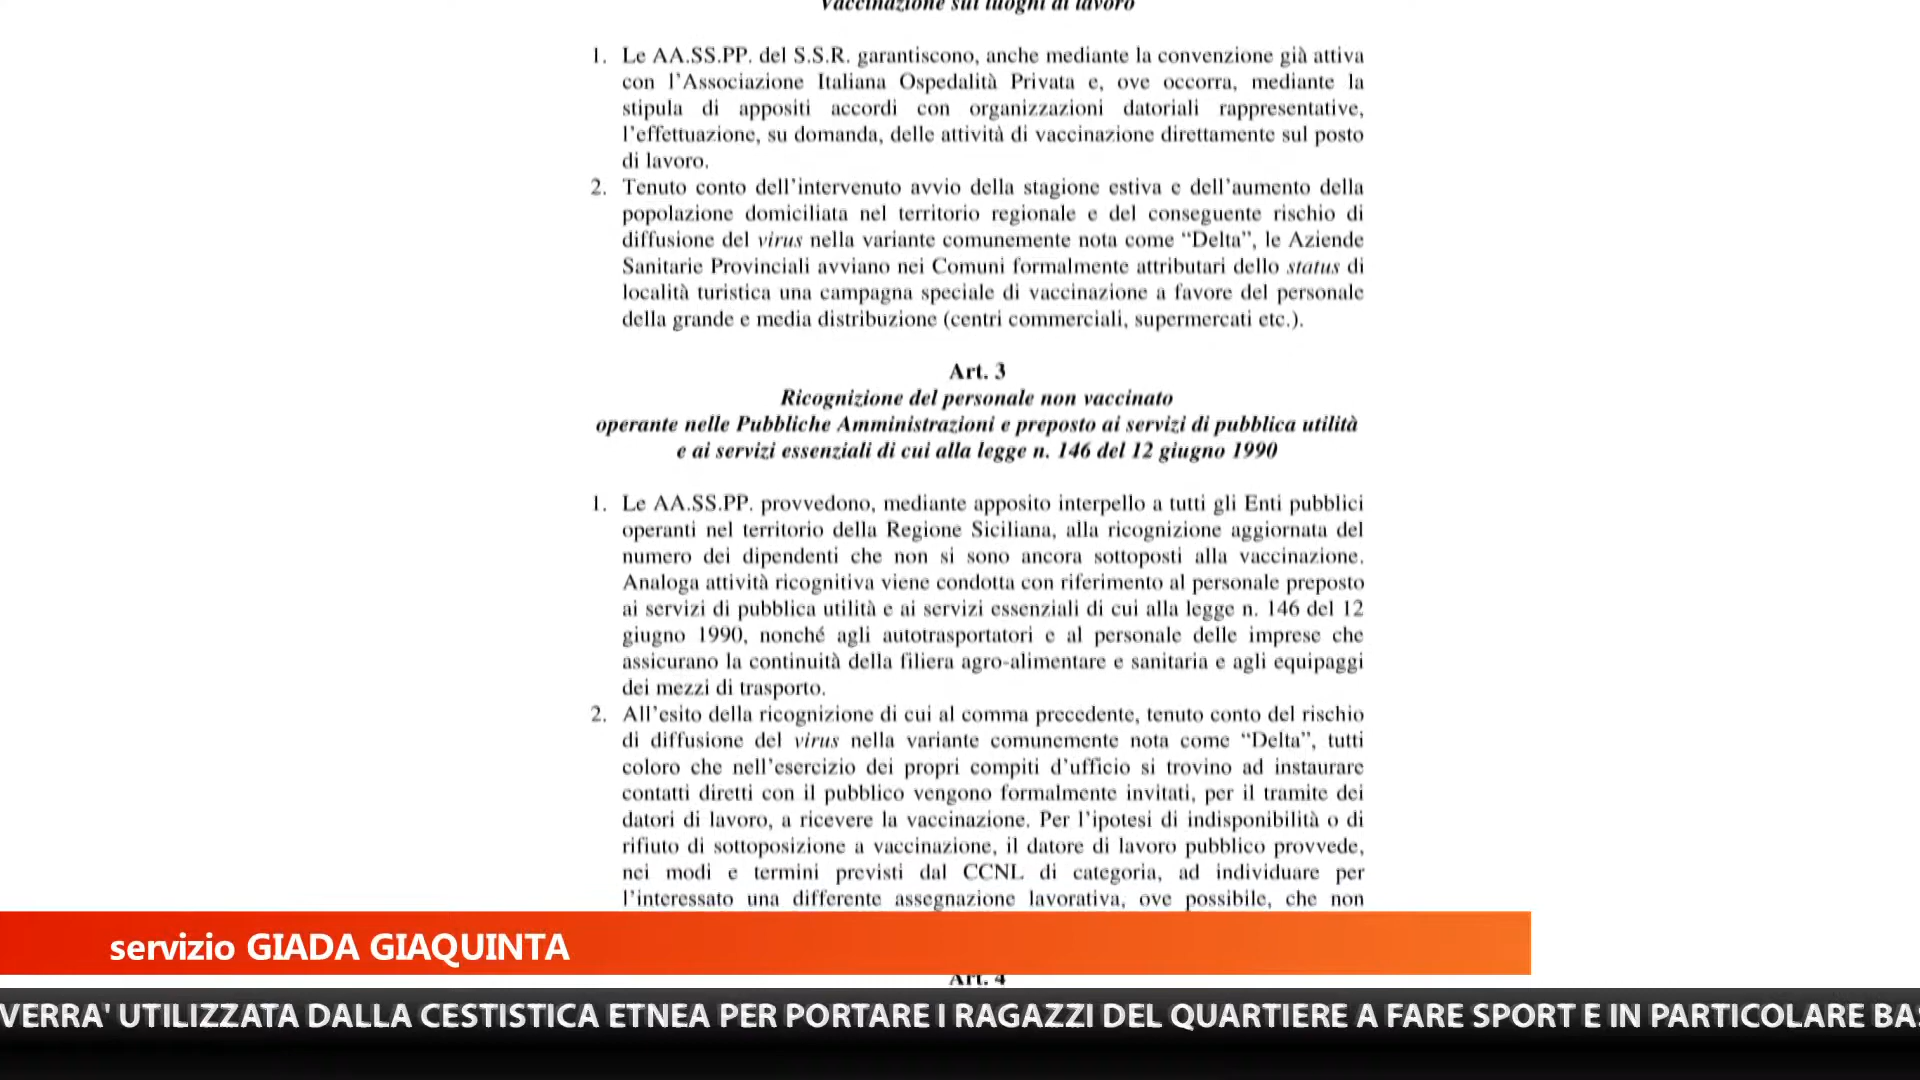 Vaccinazione sui luoghi di lavoro
1. Le AA.SS.PP. del S.S.R. garantiscono, anche mediante la convenzione già attiva
con l'Associazione Italiana Ospedalità Privata e, ove occorra, mediante la
stipula di appositi accordi con organizzazioni datoriali rappresentative,
l'effettuazione, su domanda, delle attività di vaccinazione direttamente sul posto
di lavoro.
2. Tenuto conto dell'intervenuto avvio della stagione estiva e dell'aumento della
popolazione domiciliata nel territorio regionale e del conseguente rischio di
diffusione del virus nella variante comunemente nota come “Delta”, le Aziende
Sanitarie Provinciali avviano nei Comuni formalmente attributari dello status di
località turistica una campagna speciale di vaccinazione a favore del personale
della grande e media distribuzione (centri commerciali, supermercati etc.).
Art. 3
Ricognizione del personale non vaccinato
operante nelle Pubbliche Amministrazioni e preposto ai servizi di pubblica utilità
e ai servizi essenziali di cui alla legge n. 146 del 12 giugno 1990
1. Le AA.SS.PP. provvedono, mediante apposito interpello a tutti gli Enti pubblici
operanti nel territorio della Regione Siciliana, alla ricognizione aggiornata del
numero dei dipendenti che non si sono ancora sottoposti alla vaccinazione.
Analoga attività ricognitiva viene condotta con riferimento al personale preposto
ai servizi di pubblica utilità e ai servizi essenziali di cui alla legge n. 146 del 12
giugno 1990, nonché agli autotrasportatori e al personale delle imprese che
assicurano la continuità della filiera agro-alimentare e sanitaria e agli equipaggi
dei mezzi di trasporto.
2. All'esito della ricognizione di cui al comma precedente, tenuto conto del rischio
di diffusione del virus nella variante comunemente nota come “Delta”, tutti
coloro che nell'esercizio dei propri compiti d'ufficio si trovino ad instaurare
contatti diretti con il pubblico vengono formalmente invitati, per il tramite dei
datori di lavoro, a ricevere la vaccinazione. Per l'ipotesi di indisponibilità o di
rifiuto di sottoposizione a vaccinazione, il datore di lavoro pubblico provvede,
nei modi e termini previsti dal CCNL di categoria, ad individuare per
l'interessato una differente assegnazione lavorativa, ove possibile, che non
servizio GIADA GIAQUINTA
Art. 4
VERRA' UTILIZZATA DALLA CESTISTICA ETNEA PER PORTARE I RAGAZZI DEL QUARTIERE A FARE SPORT E IN PARTICOLARE BAS